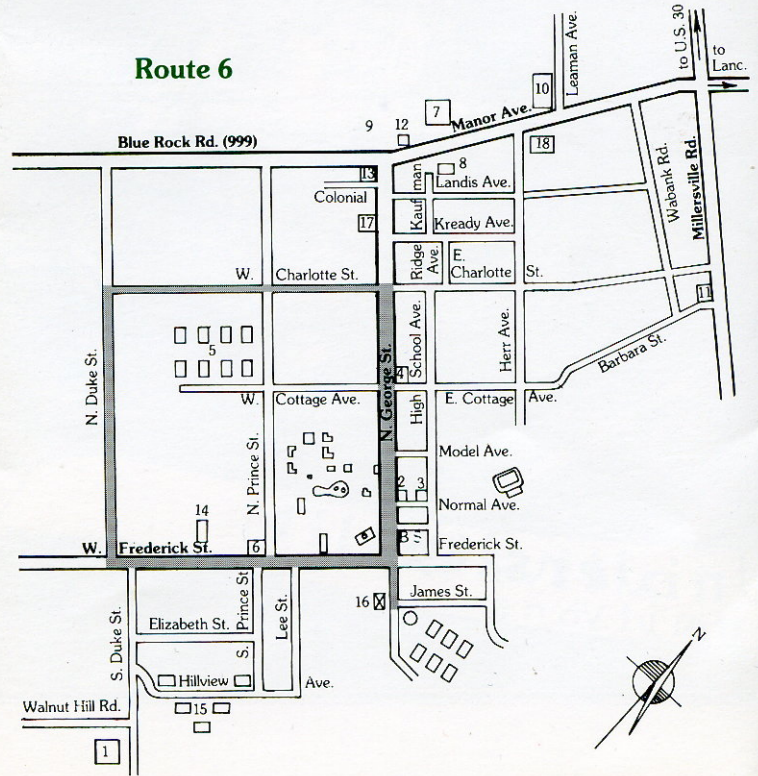 Route 6
to U.S. 30
to
Lanc.
Leaman Ave.
10
7
Manor Ave.
9
12
Blue Rock Rd. (999)
18
8
13
Landis Ave.
Colonial
Kaufman
17
Kready Ave.
Wabank Rd.
Millersville Rd.
W. Charlotte St.
Ridge
Ave.
E.
Charlotte St.
11
5
N. Duke St.
N. George St.
High School Ave.
Herr Ave.
Barbara St.
4
W. Cottage Ave.
E. Cottage Ave.
N. Prince St.
Model Ave.
2
3
Normal Ave.
14
W. Frederick St.
6
Frederick St.
16
James St.
S. Duke St.
Elizabeth St.
S. Prince St
Lee St.
Hillview Ave.
Walnut Hill Rd.
15
1
N